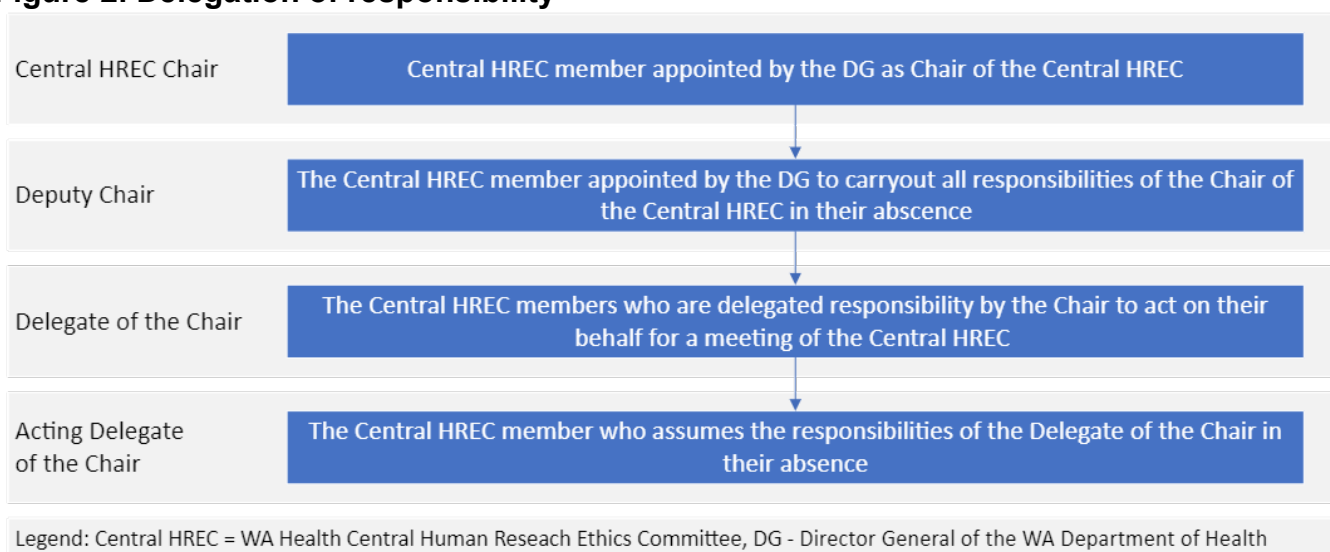 Figure 2: Delegation of responsibility
Central HREC Chair
Central HREC member appointed by the DG as Chair of the Central HREC
Deputy Chair
The Central HREC member appointed by the DG to carryout all responsibilities of the Chair of
the Central HREC in their abscence
Delegate of the Chair
The Central HREC members who are delegated responsibility by the Chair to act on their
behalf for a meeting of the Central HREC
Acting Delegate
of the Chair
The Central HREC member who assumes the responsibilities of the Delegate of the Chair in
their absence
Legend: Central HREC = WA Health Central Human Reseach Ethics Committee, DG - Director General of the WA Department of Health